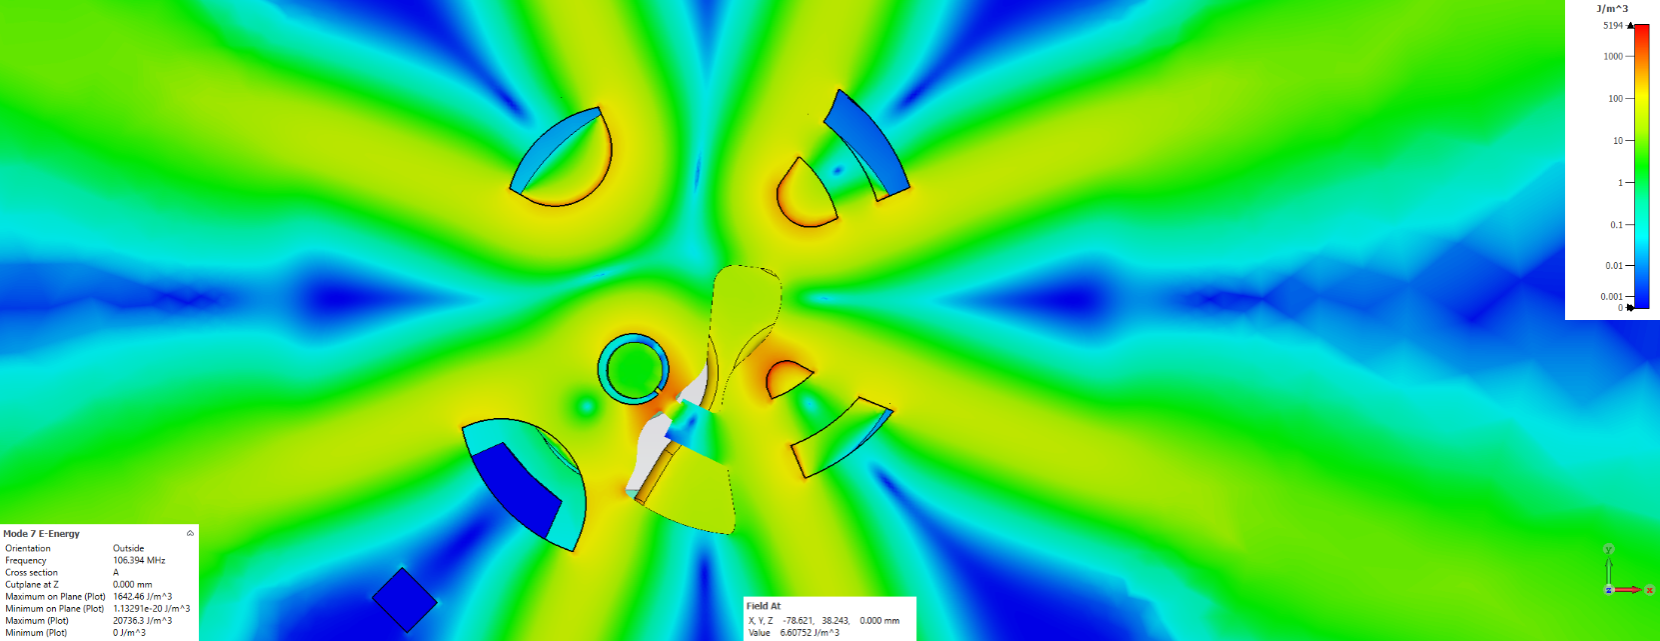 J/m^3
5194
1000
100
10
1
0.1
0.01
0.001
0
Mode 7 E-Energy
Orientation Outside
Frequency 106.394 MHz
Cross section A
Cutplane at Z 0.000 mm
Maximum on Plane (Plot) 1642.46 J/m^3
Minimum on Plane (Plot) 1.13291e-20 J/m^3
Maximum (Plot) 20736.3 J/m^3
Minimum (Plot) 0 J/m^3
Field At
X, Y, Z -78.621, 38.243, 0.000 mm
Value 6.60752 J/m^3
y
z
x